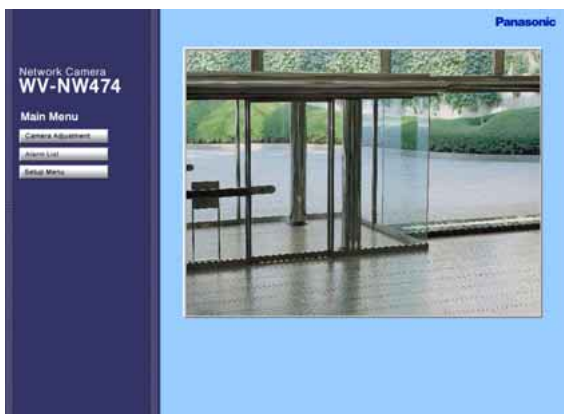 Panasonic
Network Camera
WV-NW474
Main Menu
Camera Adjustment
Alarm List
Setup Menu